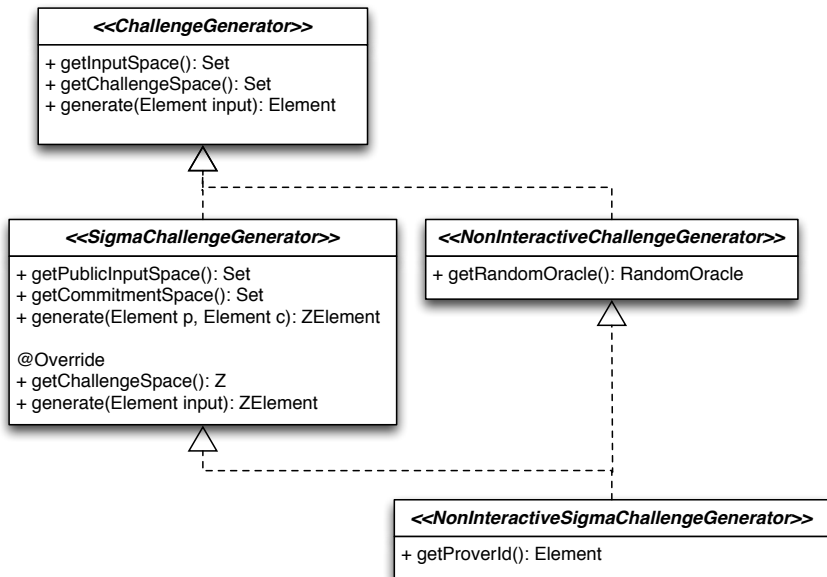 <<ChallengeGenerator>>
+ getInputSpace(): Set
+ getChallengeSpace(): Set
+ generate(Element input): Element
<<SigmaChallengeGenerator>>
+ getPublicInputSpace(): Set
+ getCommitmentSpace(): Set
+ generate(Element p, Element c): ZElement
@Override
+ getChallengeSpace(): Z
+ generate(Element input): ZElement
<<NonInteractiveChallengeGenerator>>
+ getRandomOracle(): RandomOracle
<<NonInteractiveSigmaChallengeGenerator>>
+ getProverId(): Element